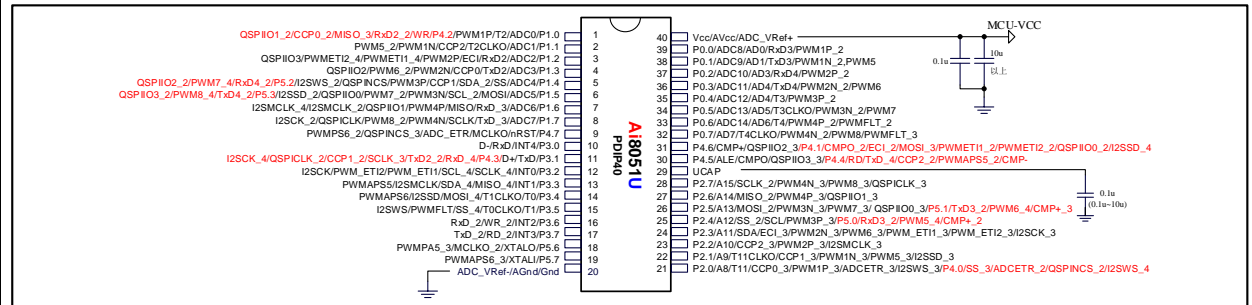 MCU-VCC
QSPIIO1_2/CCP0_2/MISO_3/RxD2_2/WR/P4.2/PWM1P/T2/ADC0/P1.0 1
40 Vcc/AVcc/ADC_VRef+
PWM5_2/PWM1N/CCP2/T2CLKO/ADC1/P1.1 2
39 P0.0/ADC8/AD0/RxD3/PWM1P_2
QSPIIO3/PWMETI2_4/PWMETI1_4/PWM2P/ECI/RxD2/ADC2/P1.2 3
38 P0.1/ADC9/AD1/TxD3/PWM1N_2,PWM5
QSPIIO2/PWM6_2/PWM2N/CCP0/TxD2/ADC3/P1.3 4
37 P0.2/ADC10/AD3/RxD4/PWM2P_2
QSPIIO2_2/PWM7_4/RxD4_2/P5.2/I2SWS_2/QSPINCS/PWM3P/CCP1/SDA_2/SS/ADC4/P1.4 5
36 P0.3/ADC11/AD4/TxD4/PWM2N_2/PWM6
QSPIIO3_2/PWM8_4/TxD4_2/P5.3/I2SSD_2/QSPIIO0/PWM7_2/PWM3N/SCL_2/MOSI/ADC5/P1.5 6
35 P0.4/ADC12/AD4/T3/PWM3P_2
I2SMCLK_4/I2SMCLK_2/QSPIIO1/PWM4P/MISO/RxD_3/ADC6/P1.6 7
34 P0.5/ADC13/AD5/T3CLKO/PWM3N_2/PWM7
I2SCK_2/QSPICLK/PWM8_2/PWM4N/SCLK/TxD_3/ADC7/P1.7 8
33 P0.6/ADC14/AD6/T4/PWM4P_2/PWMFLT_2
PWMPS6_2/QSPINCS_3/ADC_ETR/MCLKO/nRST/P4.7 9
32 P0.7/AD7/T4CLKO/PWM4N_2/PWM8/PWMFLT_3
D-/RxD/INT4/P3.0 10
31 P4.6/CMP+/QSPIIO2_3/P4.1/CMPO_2/ECI_2/MOSI_3/PWMETI1_2/PWMETI2_2/QSPIIO0_2/I2SSD_4
I2SCK_4/QSPICLK_2/CCP1_2/SCLK_3/TxD2_2/RxD_4/P4.3/D+/TxD/P3.1 11
30 P4.5/ALE/CMPO/QSPIIO3_3/P4.4/RD/TxD_4/CCP2_2/PWMAPS5_2/CMP-
I2SCK/PWM_ETI2/PWM_ETI1/SCL_4/SCLK_4/INT0/P3.2 12
29 UCAP
PWMAPS5/I2SMCLK/SDA_4/MISO_4/INT1/P3.3 13
28 P2.7/A15/SCLK_2/PWM4N_3/PWM8_3/QSPICLK_3
PWMAPS6/I2SSD/MOSI_4/T1CLKO/T0/P3.4 14
27 P2.6/A14/MISO_2/PWM4P_3/QSPIIO1_3
I2SWS/PWMFLT/SS_4/T0CLKO/T1/P3.5 15
26 P2.5/A13/MOSI_2/PWM3N_3/PWM7_3/ QSPIIO0_3/P5.1/TxD3_2/PWM6_4/CMP+_3
RxD_2/WR_2/INT2/P3.6 16
25 P2.4/A12/SS_2/SCL/PWM3P_3/P5.0/RxD3_2/PWM5_4/CMP+_2
TxD_2/RD_2/INT3/P3.7 17
24 P2.3/A11/SDA/ECI_3/PWM2N_3/PWM6_3/PWM_ETI1_3/PWM_ETI2_3/I2SCK_3
PWMPA5_3/MCLKO_2/XTALO/P5.6 18
23 P2.2/A10/CCP2_3/PWM2P_3/I2SMCLK_3
PWMAPS6_3/XTALI/P5.7 19
22 P2.1/A9/T11CLKO/CCP1_3/PWM1N_3/PWM5_3/I2SSD_3
ADC_VRef-/AGnd/Gnd 20
21 P2.0/A8/T11/CCP0_3/PWM1P_3/ADCETR_3/I2SWS_3/P4.0/SS_3/ADCETR_2/QSPINCS_2/I2SWS_4
Ai8051U
PDIP40
0.1u
10u
以上
0.1u
(0.1u~10u)